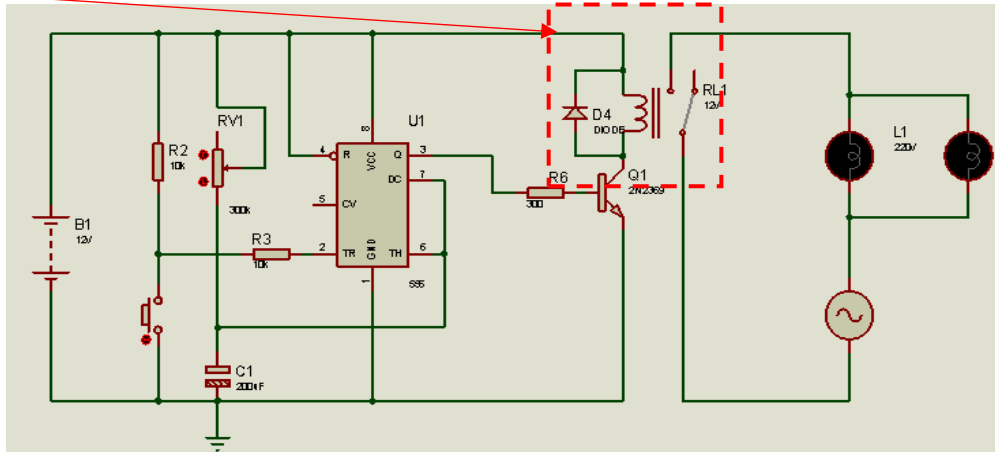 B1
12V
R2
10k
RV1
300k
R3
10k
U1
4
R
8
VCC
Q
3
DC
7
5
CV
2
TR
GND
1
TH
6
555
C1
200uF
R6
300
Q1
2N2369
D4
DIODE
RL1
12V
L1
220V